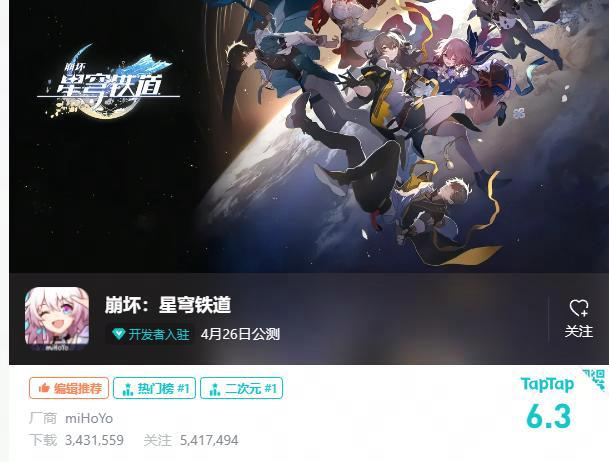 崩坏
星穹铁道
崩坏：星穹铁道
miHoYo
开发者入驻 4月26日公测
关注
编辑推荐 热门榜 #1 二次元 #1
TapTap
6.3
厂商 miHoYo
下载 3,431,559 关注 5,417,494